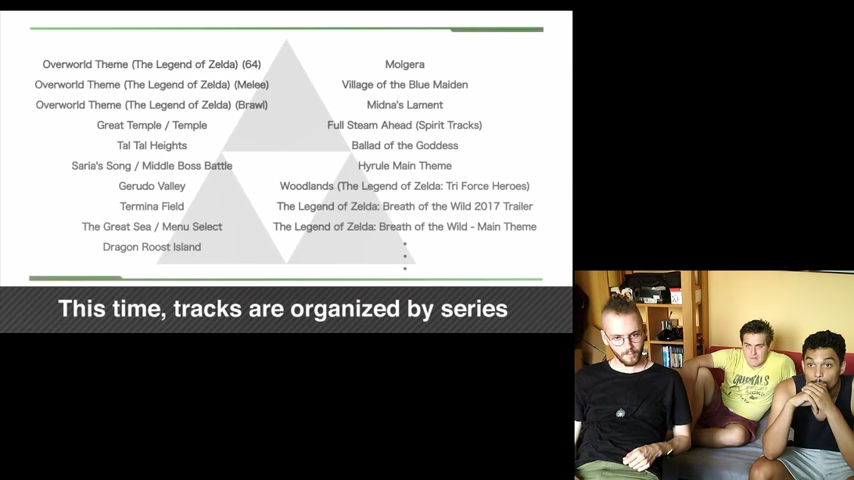 Overworld Theme (The Legend of Zelda) (64)
Overworld Theme (The Legend of Zelda) (Melee)
Overworld Theme (The Legend of Zelda) (Brawl)
Great Temple / Temple
Tal Tal Heights
Saria's Song / Middle Boss Battle
Gerudo Valley
Termina Field
The Great Sea / Menu Select
Dragon Roost Island
Molgera
Village of the Blue Maiden
Midna's Lament
Full Steam Ahead (Spirit Tracks)
Ballad of the Goddess
Hyrule Main Theme
Woodlands (The Legend of Zelda: Tri Force Heroes)
The Legend of Zelda: Breath of the Wild 2017 Trailer
The Legend of Zelda: Breath of the Wild - Main Theme
This time, tracks are organized by series
ORIGINALS